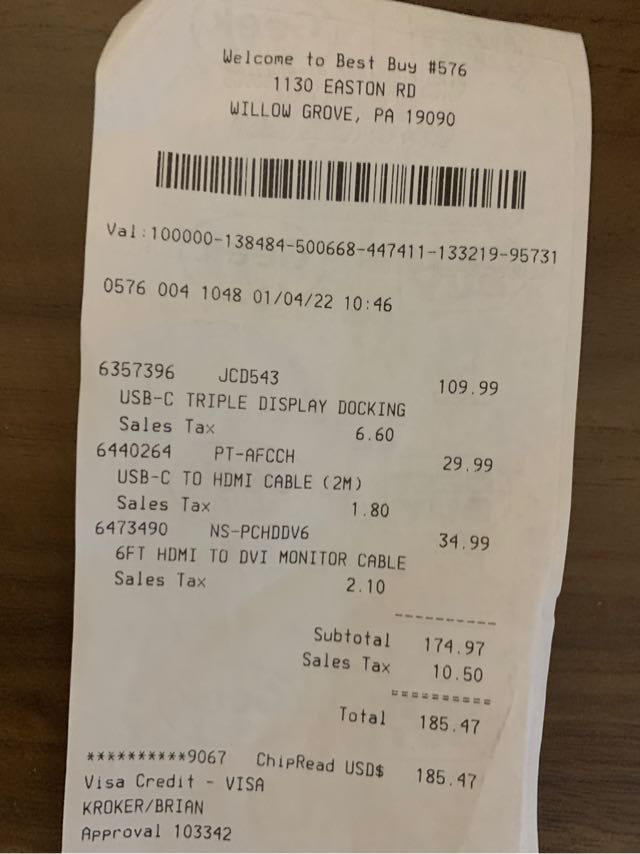 Welcome to Best Buy #576
1130 EASTON RD
WILLOW GROVE, PA 19090
Val:100000-138484-500668-447411-133219-95731
0576 004 1048 01/04/22 10:46
6357396 JCD543 109.99
USB-C TRIPLE DISPLAY DOCKING
Sales Tax 6.60
6440264 PT-AFCCH 29.99
USB-C TO HDMI CABLE (2M)
Sales Tax 1.80
6473490 NS-PCHDDV6 34.99
6FT HDMI TO DVI MONITOR CABLE
Sales Tax 2.10
----------
Subtotal 174.97
Sales Tax 10.50
==========
Total 185.47
**********9067 ChipRead USD$ 185.47
Visa Credit - VISA
KROKER/BRIAN
Approval 103342